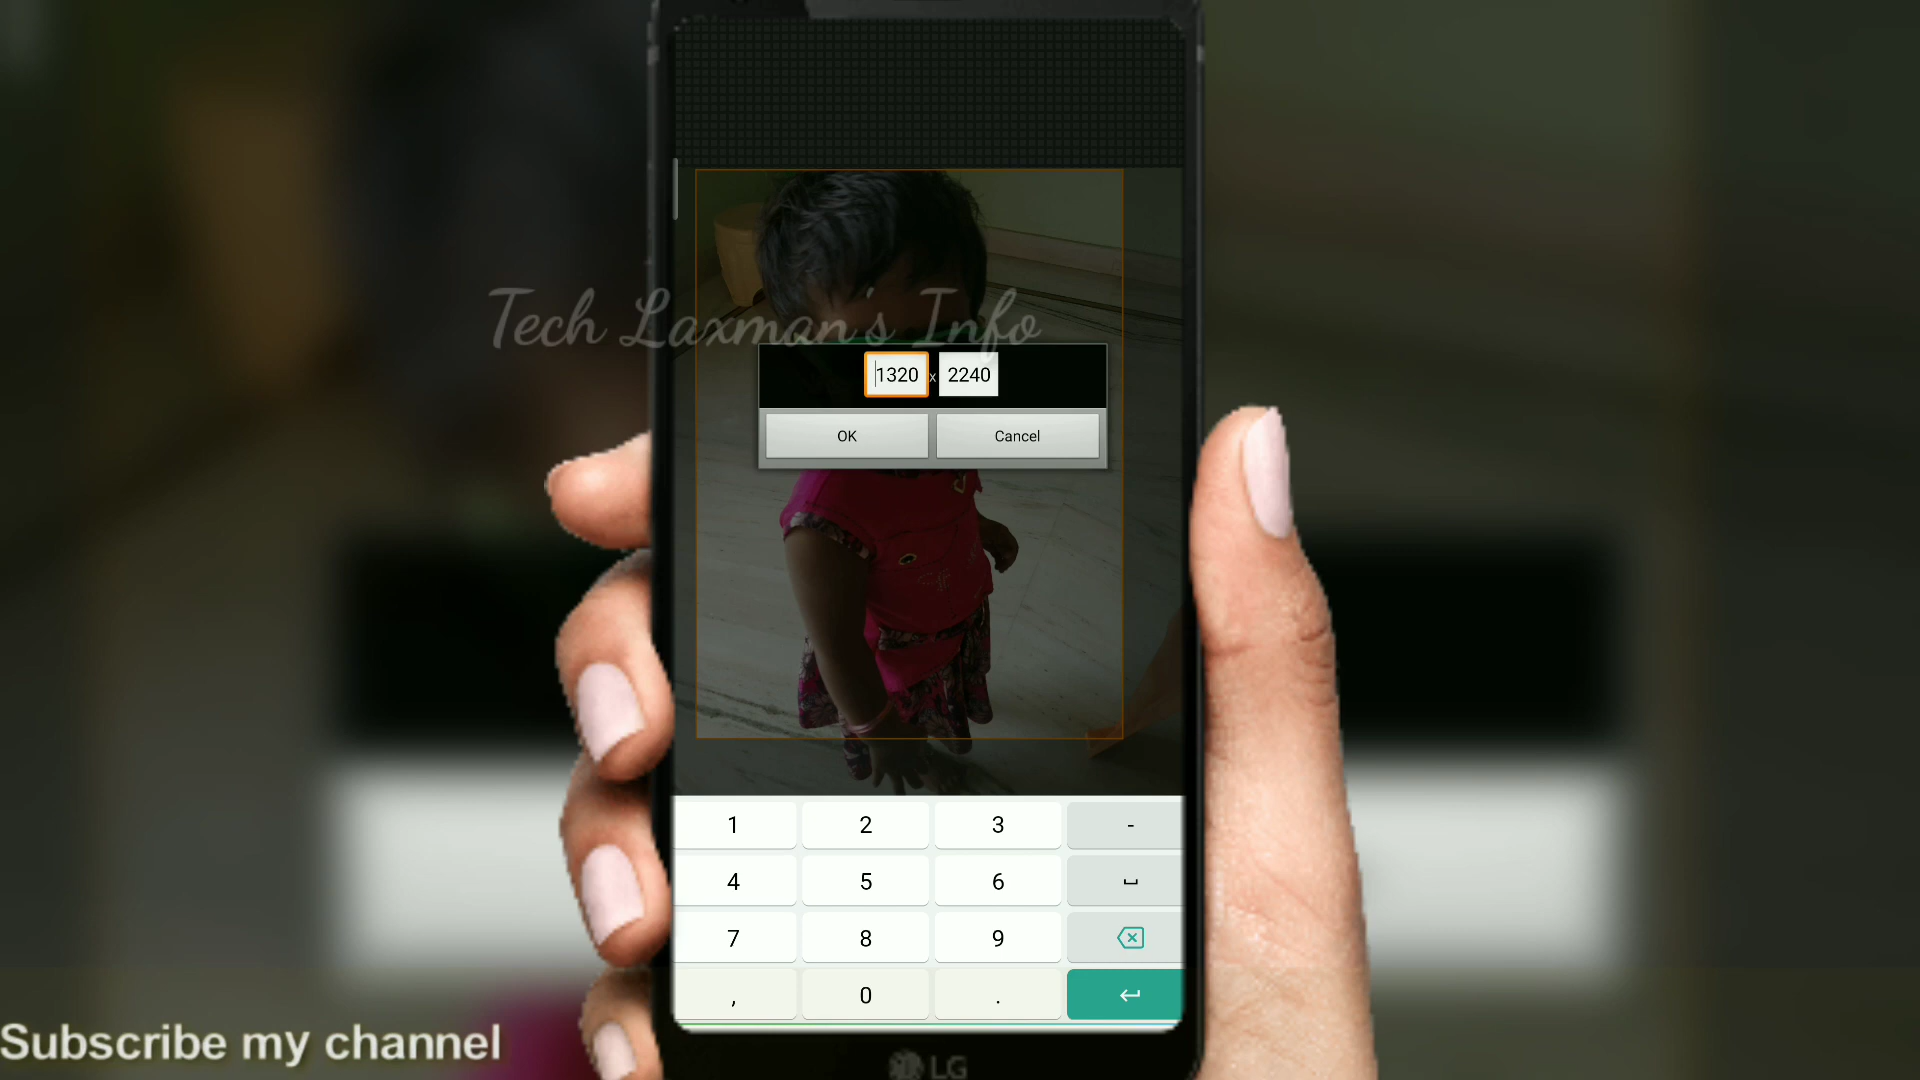 Tech Laxman's Info
1320 x 2240
OK Cancel
1 2 3 -
4 5 6
7 8 9
, 0 .
Subscribe my channel
LG